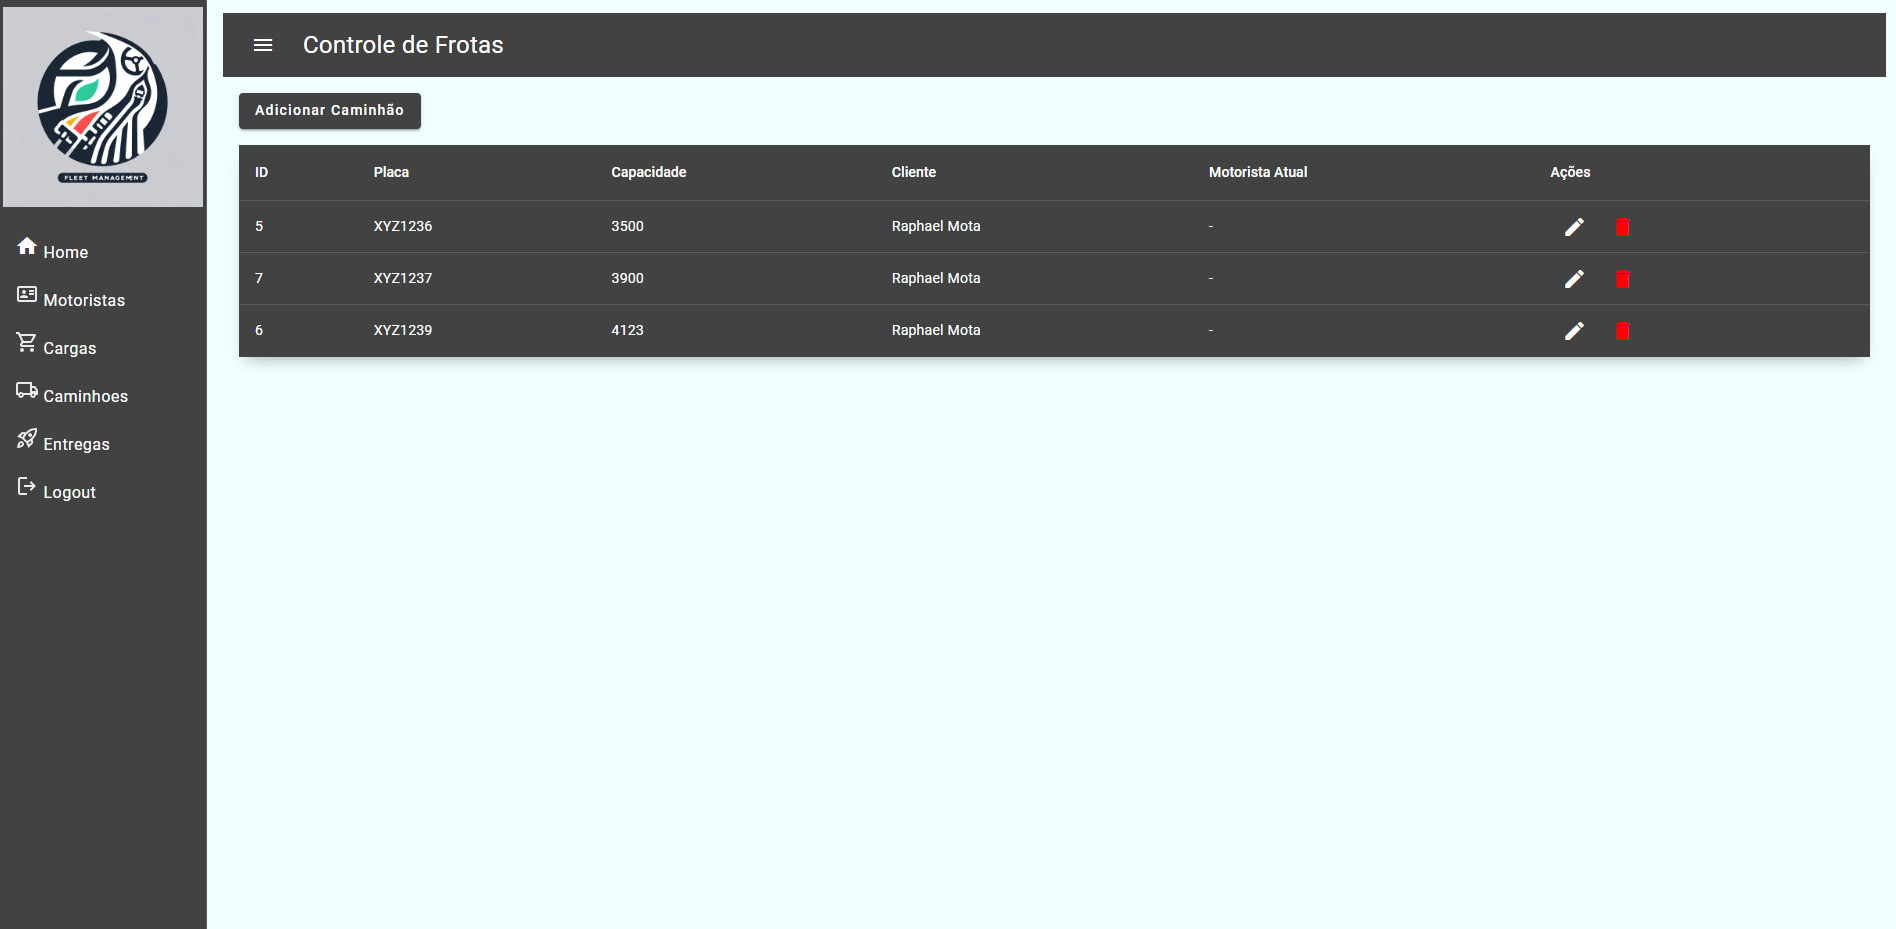 FLEET MANAGEMENT
Home
Motoristas
Cargas
Caminhoes
Entregas
Logout
Controle de Frotas
Adicionar Caminhão
ID Placa Capacidade Cliente Motorista Atual Ações
5 XYZ1236 3500 Raphael Mota -
7 XYZ1237 3900 Raphael Mota -
6 XYZ1239 4123 Raphael Mota -